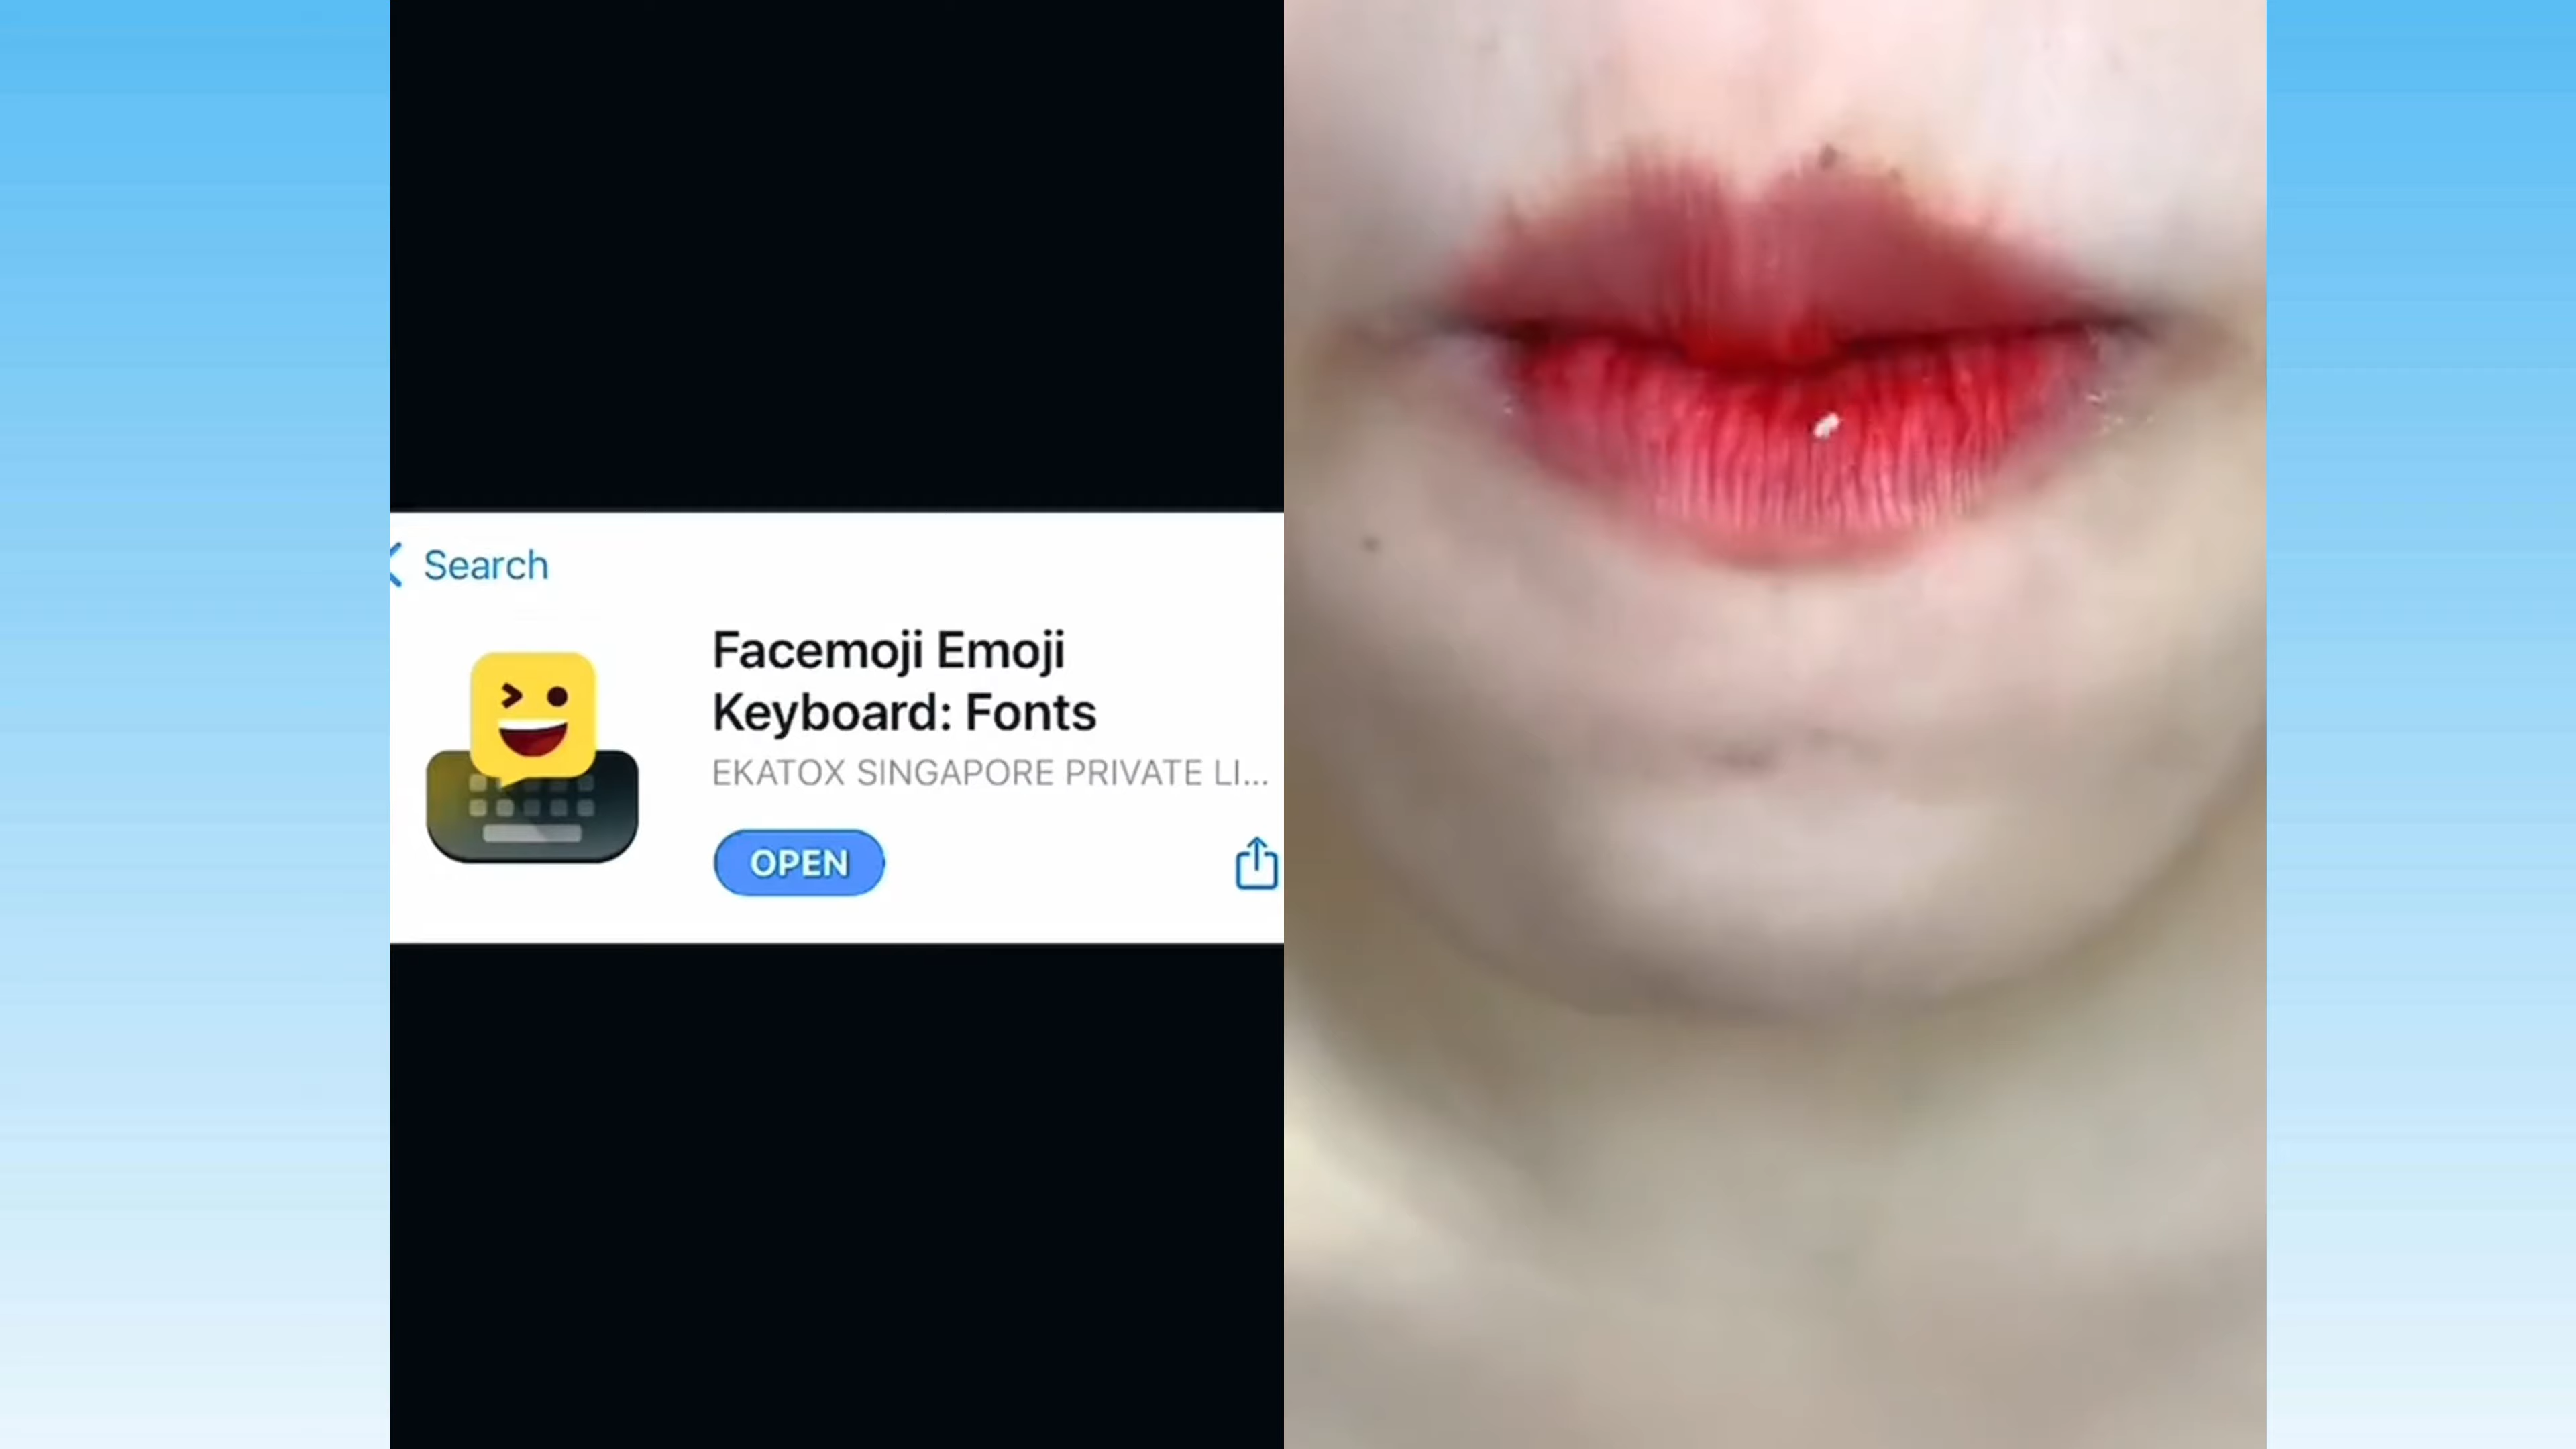 Search
Facemoji Emoji
Keyboard: Fonts
EKATOX SINGAPORE PRIVATE LI...
OPEN